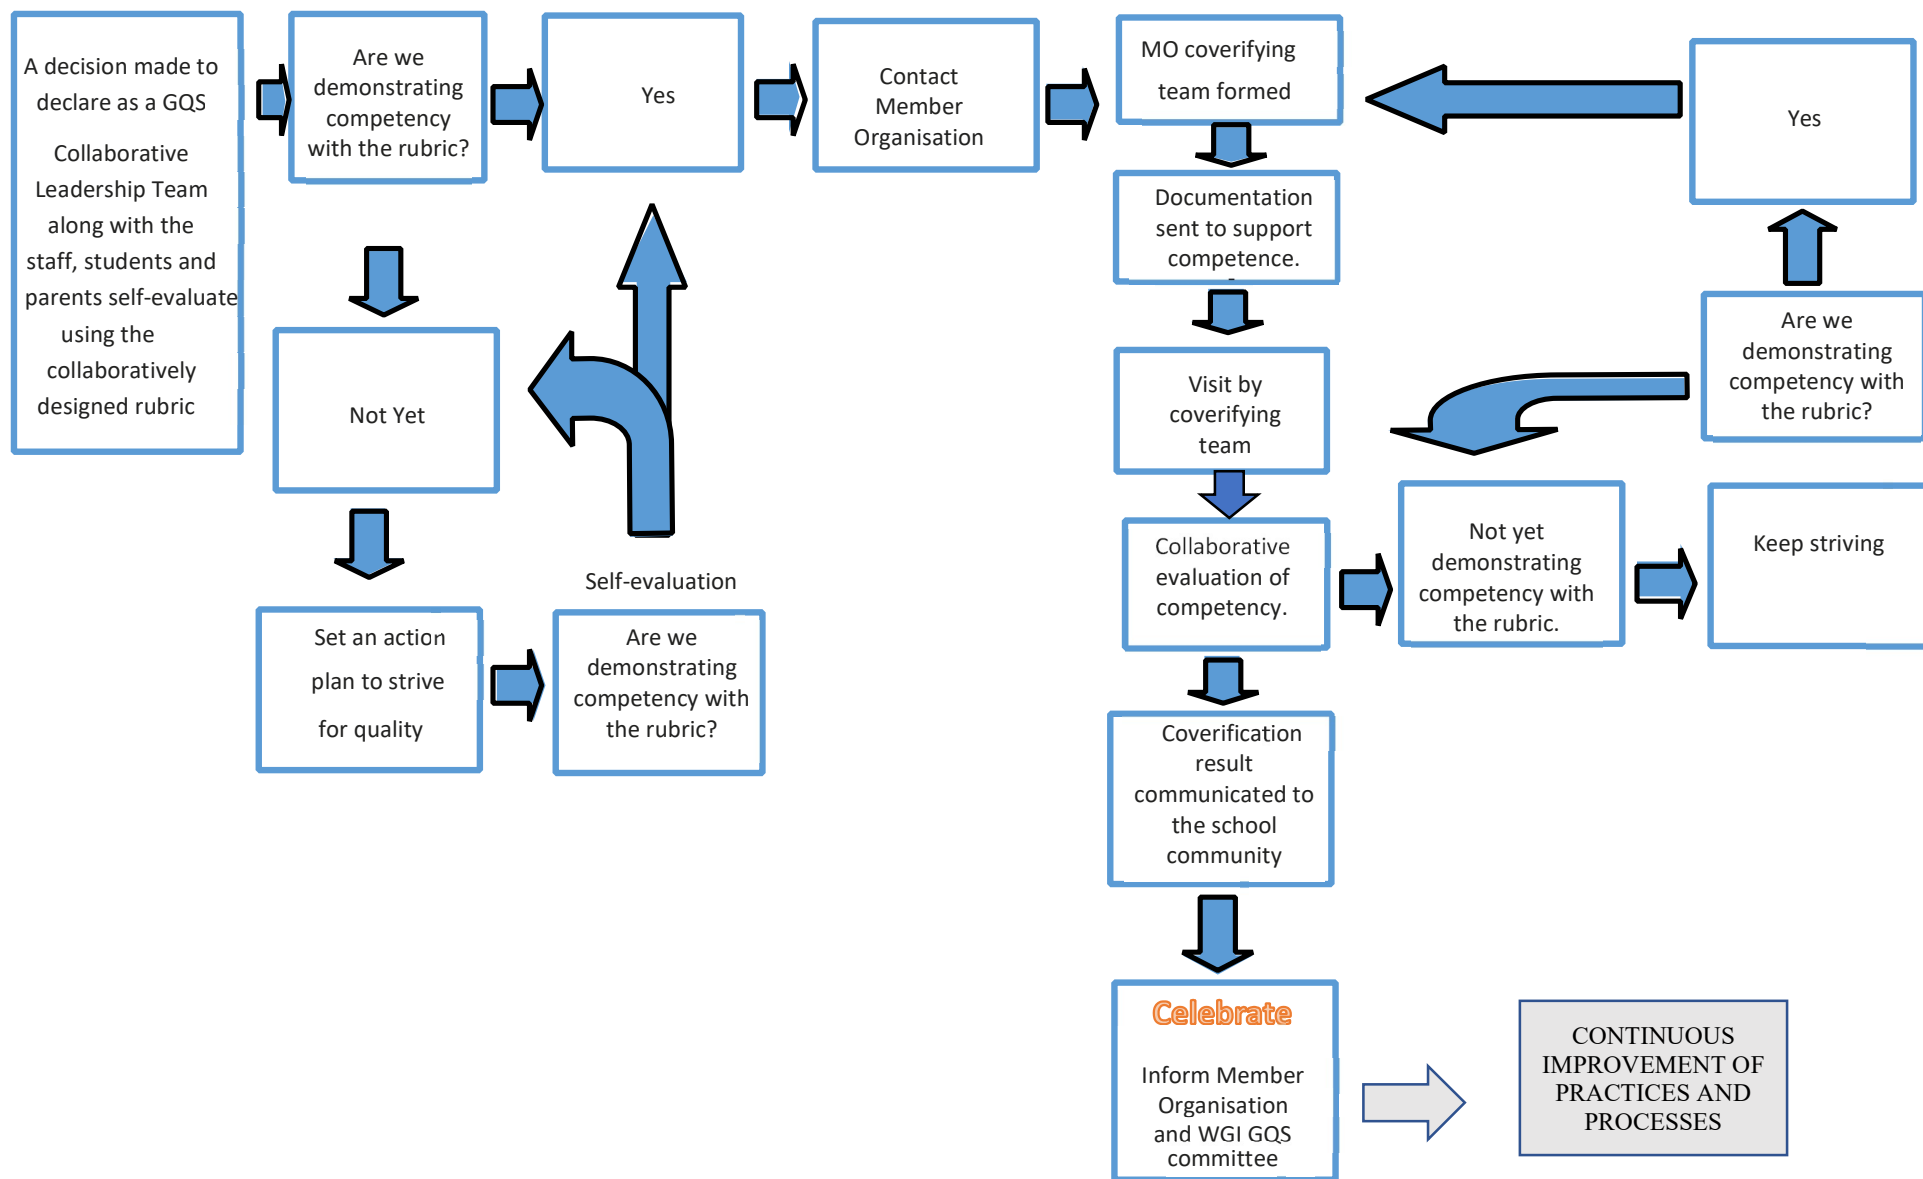 A decision made to
declare as a GQS
Collaborative
Leadership Team
along with the
staff, students and
parents self-evaluate
using the
collaboratively
designed rubric
Are we
demonstrating
competency
with the rubric?
Yes
Contact
Member
Organisation
MO coverifying
team formed
Yes
Documentation
sent to support
competence.
Are we
demonstrating
competency with
the rubric?
Not Yet
Visit by
coverifying
team
Collaborative
evaluation of
competency.
Not yet
demonstrating
competency with
the rubric.
Keep striving
Self-evaluation
Set an action
plan to strive
for quality
Are we
demonstrating
competency with
the rubric?
Coverification
result
communicated to
the school
community
Celebrate
Inform Member
Organisation
and WGI GQS
committee
CONTINUOUS
IMPROVEMENT OF
PRACTICES AND
PROCESSES